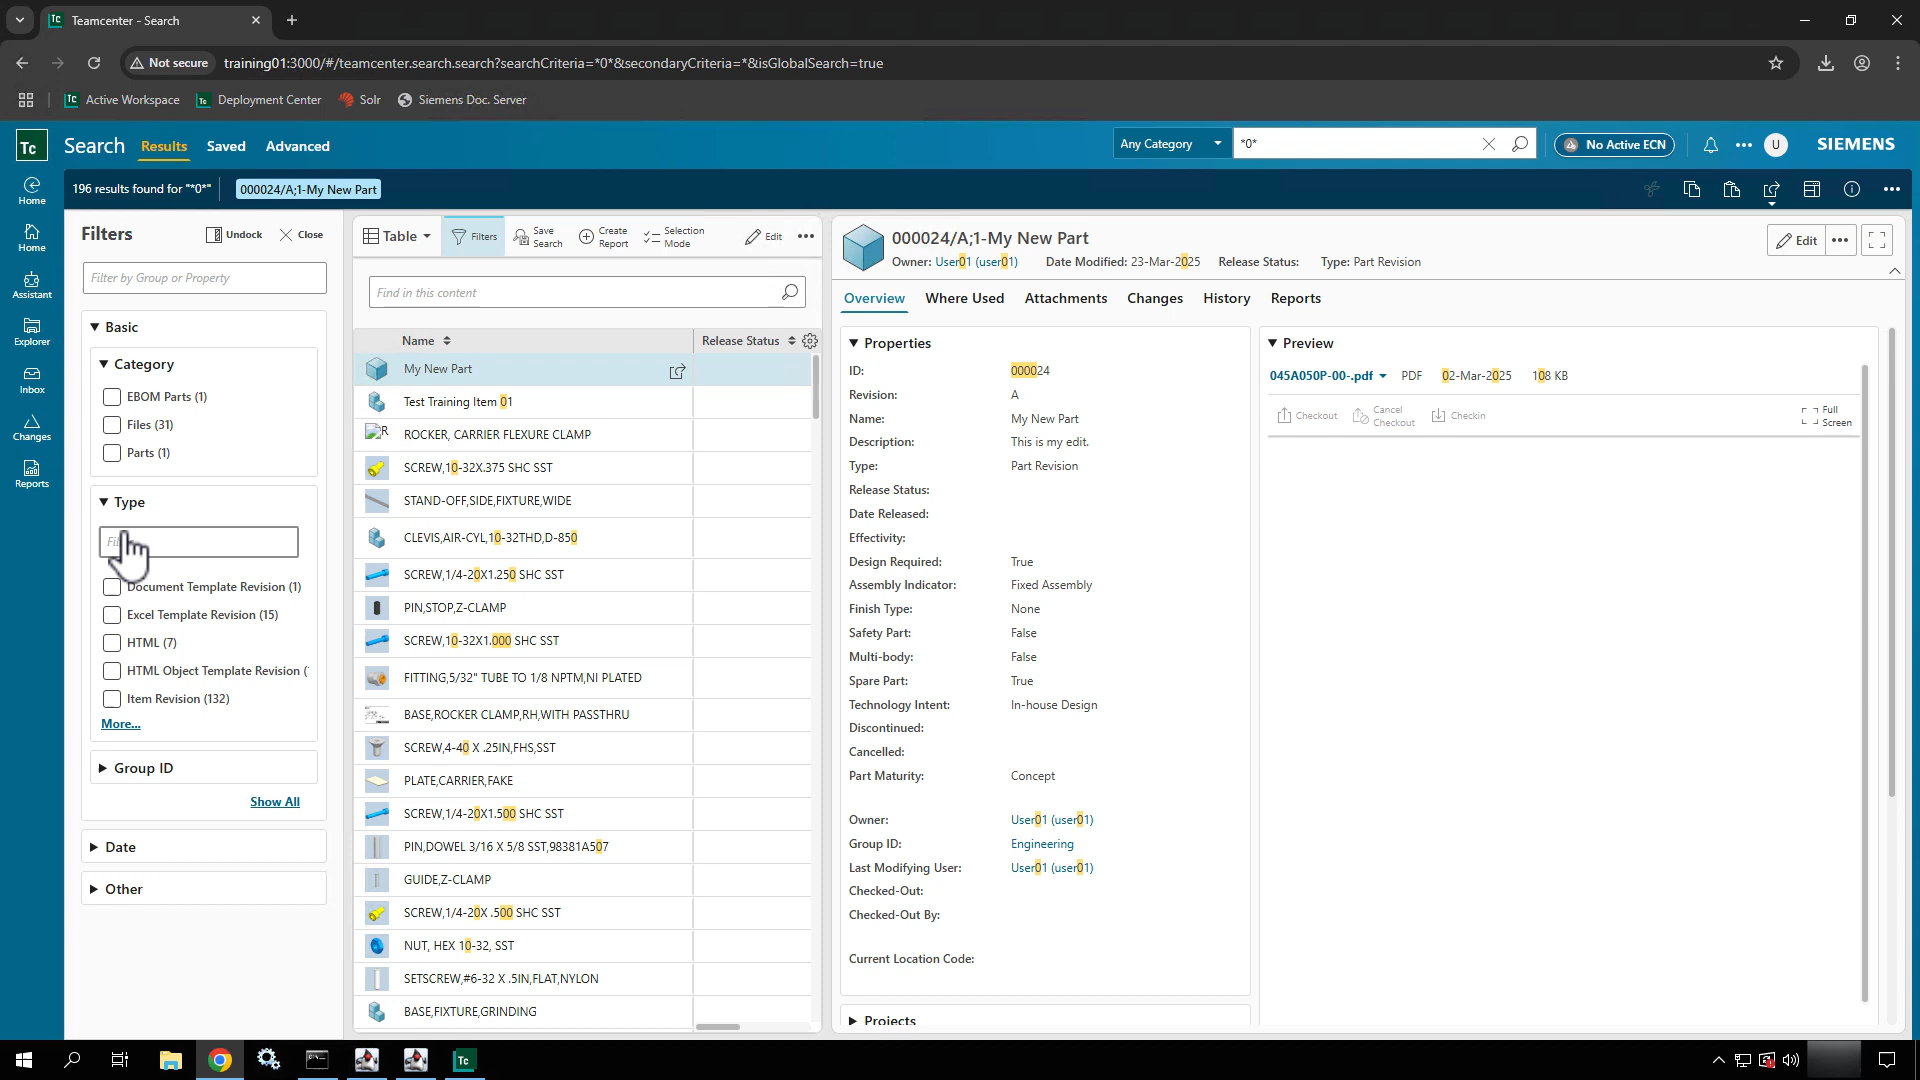 Teamcenter - Search
Not secure
training01:3000/#/teamcenter.search.search?searchCriteria=*0*&secondaryCriteria=*&isGlobalSearch=true
Active Workspace
Deployment Center
Solr
Siemens Doc. Server
Tc
Search
Results
Saved
Advanced
Any Category
*0*
No Active ECN
U
SIEMENS
196 results found for "*0*"
000024/A;1-My New Part
Home
Home
Assistant
Explorer
Inbox
Changes
Reports
Filters
Undock
Close
Filter by Group or Property
Basic
Category
EBOM Parts (1)
Files (31)
Parts (1)
Type
Document Template Revision (1)
Excel Template Revision (15)
HTML (7)
HTML Object Template Revision (
Item Revision (132)
More...
Group ID
Show All
Date
Other
Table
Filters
Save Search
Create Report
Selection Mode
Edit
Find in this content
Name
Release Status
My New Part
Test Training Item 01
ROCKER, CARRIER FLEXURE CLAMP
SCREW,10-32X.375 SHC SST
STAND-OFF,SIDE,FIXTURE,WIDE
CLEVIS,AIR-CYL,10-32THD,D-850
SCREW,1/4-20X1.250 SHC SST
PIN,STOP,Z-CLAMP
SCREW,10-32X1.000 SHC SST
FITTING,5/32" TUBE TO 1/8 NPTM,NI PLATED
BASE,ROCKER CLAMP,RH,WITH PASSTHRU
SCREW,4-40 X .25IN,FHS,SST
PLATE,CARRIER,FAKE
SCREW,1/4-20X1.500 SHC SST
PIN,DOWEL 3/16 X 5/8 SST,98381A507
GUIDE,Z-CLAMP
SCREW,1/4-20X .500 SHC SST
NUT, HEX 10-32, SST
SETSCREW,#6-32 X .5IN,FLAT,NYLON
BASE,FIXTURE,GRINDING
000024/A;1-My New Part
Owner: User01 (user01)
Date Modified: 23-Mar-2025
Release Status:
Type: Part Revision
Edit
Overview
Where Used
Attachments
Changes
History
Reports
Properties
ID: 000024
Revision: A
Name: My New Part
Description: This is my edit.
Type: Part Revision
Release Status:
Date Released:
Effectivity:
Design Required: True
Assembly Indicator: Fixed Assembly
Finish Type: None
Safety Part: False
Multi-body: False
Spare Part: True
Technology Intent: In-house Design
Discontinued:
Cancelled:
Part Maturity: Concept
Owner: User01 (user01)
Group ID: Engineering
Last Modifying User: User01 (user01)
Checked-Out:
Checked-Out By:
Current Location Code:
Projects
Preview
045A050P-00-.pdf
PDF
02-Mar-2025
108 KB
Checkout
Cancel Checkout
Checkin
Full Screen